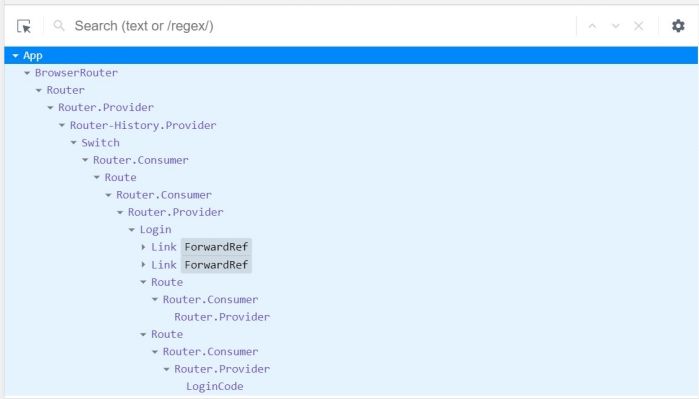 Search (text or /regex/)
App
BrowserRouter
Router
Router.Provider
Router-History.Provider
Switch
Router.Consumer
Route
Router.Consumer
Router.Provider
Login
Link ForwardRef
Link ForwardRef
Route
Router.Consumer
Router.Provider
Route
Router.Consumer
Router.Provider
LoginCode